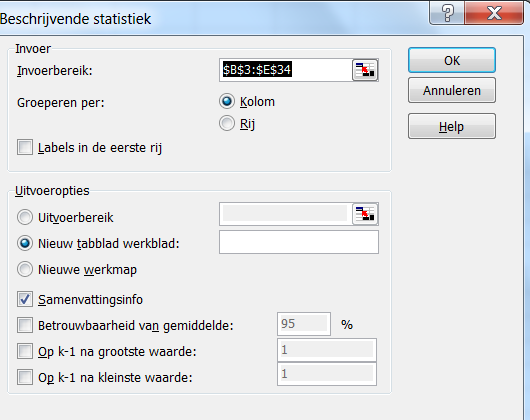 Beschrijvende statistiek
Invoer
Invoerbereik: $B$3:$E$34
Groeperen per: Kolom
Rij
Labels in de eerste rij
OK
Annuleren
Help
Uitvoeropties
Uitvoerbereik
Nieuw tabblad werkblad:
Nieuwe werkmap
Samenvattingsinfo
Betrouwbaarheid van gemiddelde: 95 %
Op k-1 na grootste waarde: 1
Op k-1 na kleinste waarde: 1